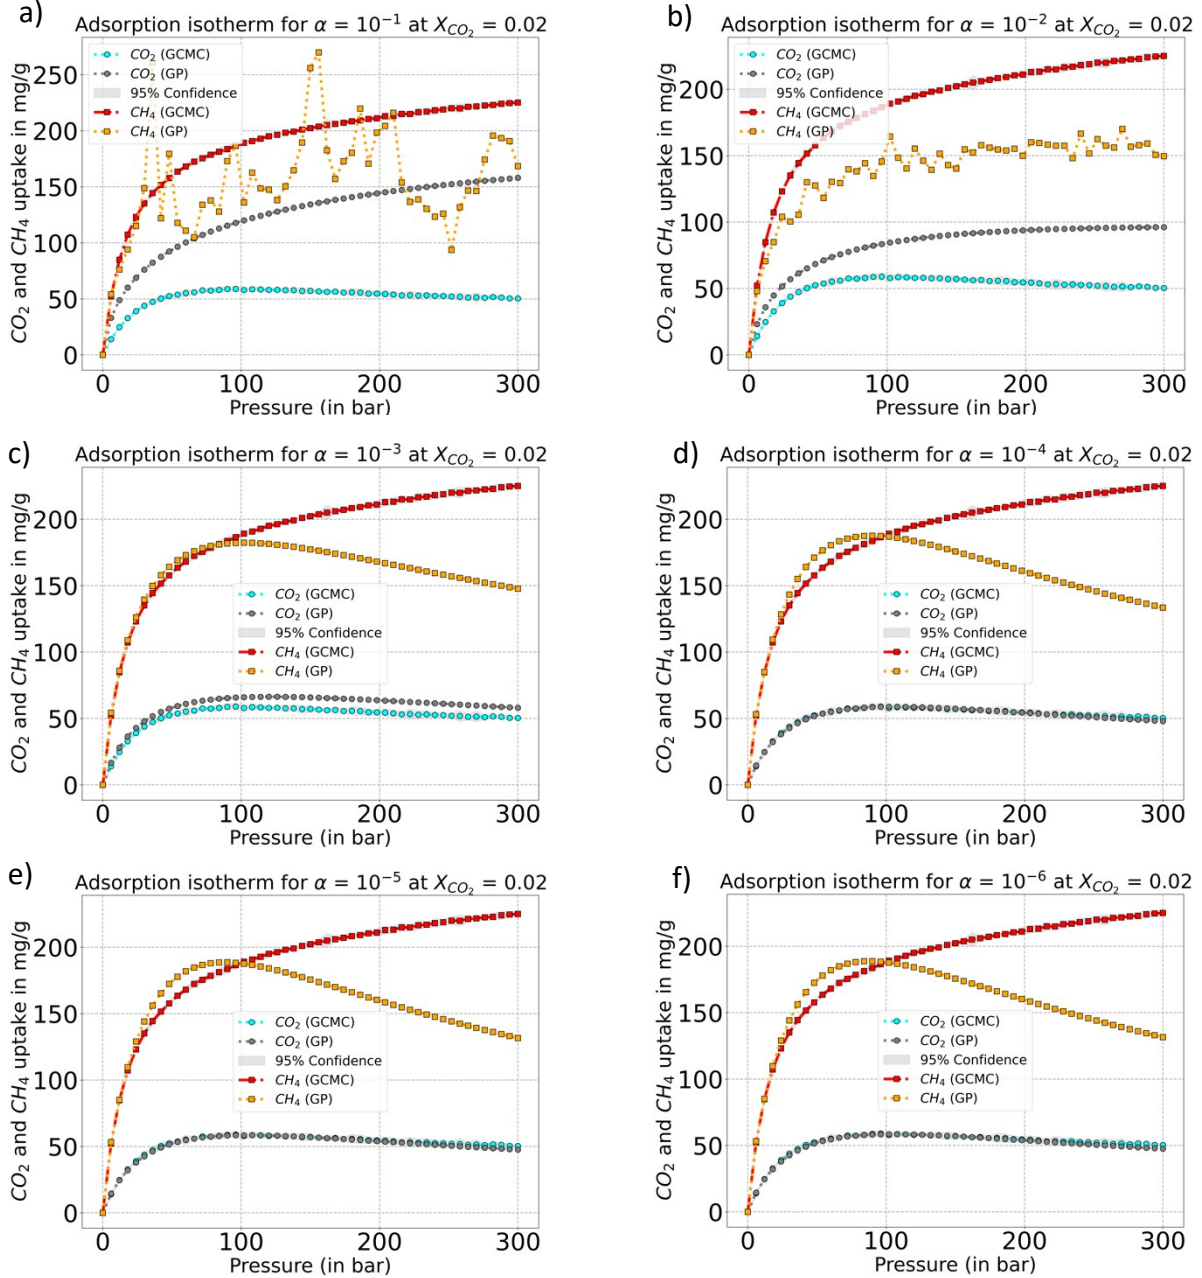 a)
Adsorption isotherm for α = 10⁻¹ at X_CO₂ = 0.02
CO₂ and CH₄ uptake in mg/g
250
200
150
100
50
0
CO₂ (GCMC)
CO₂ (GP)
95% Confidence
CH₄ (GCMC)
CH₄ (GP)
0 100 200 300
Pressure (in bar)
b)
Adsorption isotherm for α = 10⁻² at X_CO₂ = 0.02
CO₂ and CH₄ uptake in mg/g
200
150
100
50
0
CO₂ (GCMC)
CO₂ (GP)
95% Confidence
CH₄ (GCMC)
CH₄ (GP)
0 100 200 300
Pressure (in bar)
c)
Adsorption isotherm for α = 10⁻³ at X_CO₂ = 0.02
CO₂ and CH₄ uptake in mg/g
200
150
100
50
0
CO₂ (GCMC)
CO₂ (GP)
95% Confidence
CH₄ (GCMC)
CH₄ (GP)
0 100 200 300
Pressure (in bar)
d)
Adsorption isotherm for α = 10⁻⁴ at X_CO₂ = 0.02
CO₂ and CH₄ uptake in mg/g
200
150
100
50
0
CO₂ (GCMC)
CO₂ (GP)
95% Confidence
CH₄ (GCMC)
CH₄ (GP)
0 100 200 300
Pressure (in bar)
e)
Adsorption isotherm for α = 10⁻⁵ at X_CO₂ = 0.02
CO₂ and CH₄ uptake in mg/g
200
150
100
50
0
CO₂ (GCMC)
CO₂ (GP)
95% Confidence
CH₄ (GCMC)
CH₄ (GP)
0 100 200 300
Pressure (in bar)
f)
Adsorption isotherm for α = 10⁻⁶ at X_CO₂ = 0.02
CO₂ and CH₄ uptake in mg/g
200
150
100
50
0
CO₂ (GCMC)
CO₂ (GP)
95% Confidence
CH₄ (GCMC)
CH₄ (GP)
0 100 200 300
Pressure (in bar)